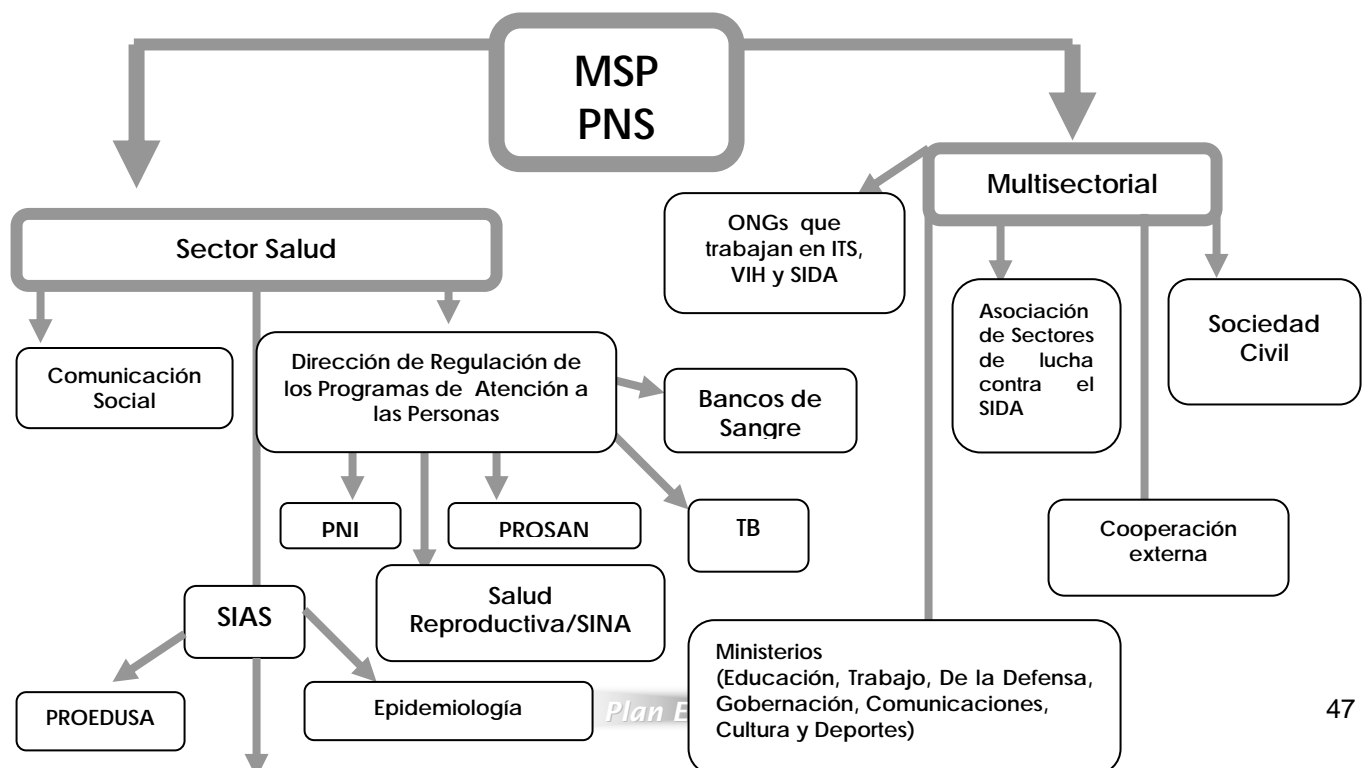 MSP
PNS
Multisectorial
Sector Salud
ONGs que
trabajan en ITS,
VIH y SIDA
Asociación
de Sectores
de lucha
contra el
SIDA
Sociedad
Civil
Comunicación
Social
Dirección de Regulación de
los Programas de Atención a
las Personas
Bancos de
Sangre
PNI
PROSAN
TB
Cooperación
externa
SIAS
Salud
Reproductiva/SINA
Ministerios
(Educación, Trabajo, De la Defensa,
Gobernación, Comunicaciones,
Cultura y Deportes)
PROEDUSA
Epidemiología
Plan E
47